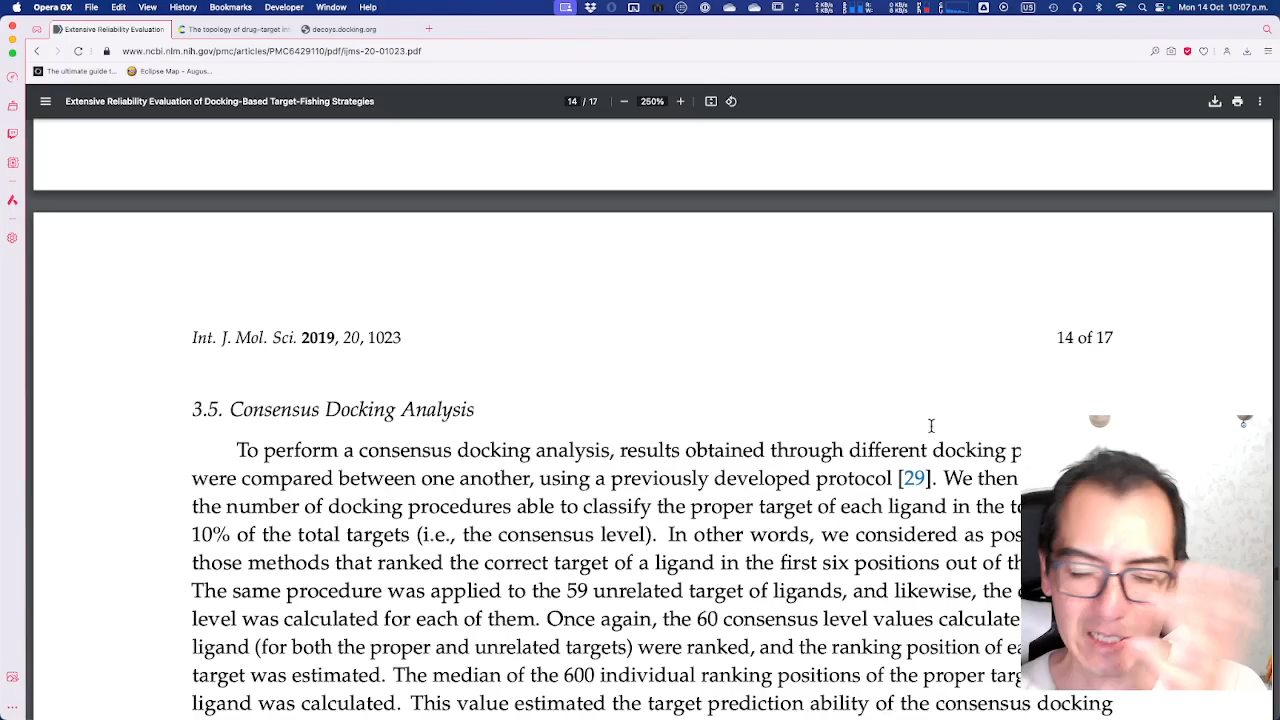 Opera GX File Edit View History Bookmarks Developer Window Help
US Mon 14 Oct 10:07 p.m.
Extensive Reliability Evaluation The topology of drug–target int decoys.docking.org
www.ncbi.nlm.nih.gov/pmc/articles/PMC6429110/pdf/ijms-20-01023.pdf
The ultimate guide t... Eclipse Map - Augus...
Extensive Reliability Evaluation of Docking-Based Target-Fishing Strategies 14 / 17 250%
Int. J. Mol. Sci. 2019, 20, 1023 14 of 17
3.5. Consensus Docking Analysis
To perform a consensus docking analysis, results obtained through different docking p
were compared between one another, using a previously developed protocol [29]. We then
the number of docking procedures able to classify the proper target of each ligand in the to
10% of the total targets (i.e., the consensus level). In other words, we considered as pos
those methods that ranked the correct target of a ligand in the first six positions out of th
The same procedure was applied to the 59 unrelated target of ligands, and likewise, the c
level was calculated for each of them. Once again, the 60 consensus level values calculate
ligand (for both the proper and unrelated targets) were ranked, and the ranking position of ea
target was estimated. The median of the 600 individual ranking positions of the proper targ
ligand was calculated. This value estimated the target prediction ability of the consensus docking